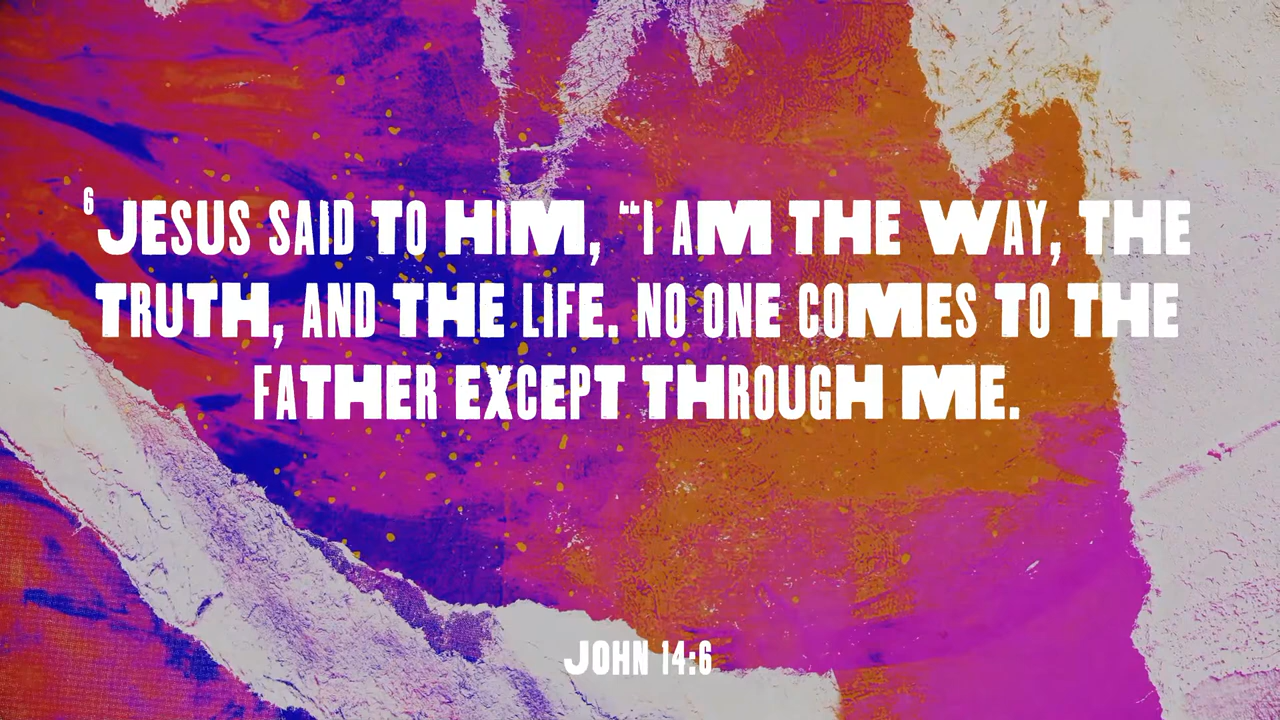 6 JESUS SAID TO HIM, “I AM THE WAY, THE
TRUTH, AND THE LIFE. NO ONE COMES TO THE
FATHER EXCEPT THROUGH ME.
JOHN 14:6